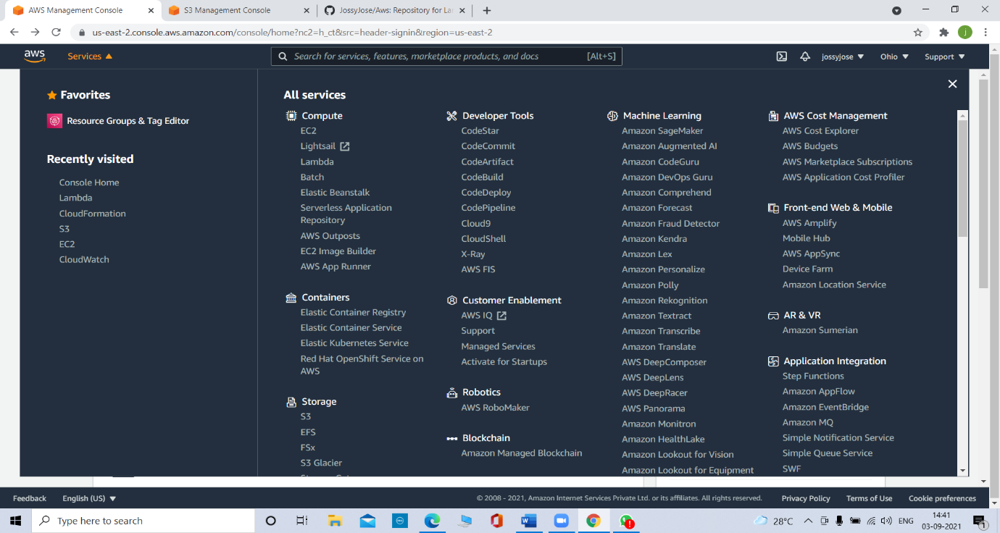 AWS Management Console
S3 Management Console
JossyJose/Aws: Repository for La
us-east-2.console.aws.amazon.com/console/home?nc2=h_ct&src=header-signin&region=us-east-2
j
aws
Services
Search for services, features, marketplace products, and docs
[Alt+S]
jossyjose
Ohio
Support
Favorites
Resource Groups & Tag Editor
Recently visited
Console Home
Lambda
CloudFormation
S3
EC2
CloudWatch
All services
Compute
EC2
Lightsail
Lambda
Batch
Elastic Beanstalk
Serverless Application
Repository
AWS Outposts
EC2 Image Builder
AWS App Runner
Containers
Elastic Container Registry
Elastic Container Service
Elastic Kubernetes Service
Red Hat OpenShift Service on
AWS
Storage
S3
EFS
FSx
S3 Glacier
Developer Tools
CodeStar
CodeCommit
CodeArtifact
CodeBuild
CodeDeploy
CodePipeline
Cloud9
CloudShell
X-Ray
AWS FIS
Customer Enablement
AWS IQ
Support
Managed Services
Activate for Startups
Robotics
AWS RoboMaker
Blockchain
Amazon Managed Blockchain
Machine Learning
Amazon SageMaker
Amazon Augmented AI
Amazon CodeGuru
Amazon DevOps Guru
Amazon Comprehend
Amazon Forecast
Amazon Fraud Detector
Amazon Kendra
Amazon Lex
Amazon Personalize
Amazon Polly
Amazon Rekognition
Amazon Textract
Amazon Transcribe
Amazon Translate
AWS DeepComposer
AWS DeepLens
AWS DeepRacer
AWS Panorama
Amazon Monitron
Amazon HealthLake
Amazon Lookout for Vision
Amazon Lookout for Equipment
AWS Cost Management
AWS Cost Explorer
AWS Budgets
AWS Marketplace Subscriptions
AWS Application Cost Profiler
Front-end Web & Mobile
AWS Amplify
Mobile Hub
AWS AppSync
Device Farm
Amazon Location Service
AR & VR
Amazon Sumerian
Application Integration
Step Functions
Amazon AppFlow
Amazon EventBridge
Amazon MQ
Simple Notification Service
Simple Queue Service
SWF
Feedback
English (US)
© 2008 - 2021, Amazon Internet Services Private Ltd. or its affiliates. All rights reserved.
Privacy Policy
Terms of Use
Cookie preferences
Type here to search
28°C
ENG
14:41
03-09-2021
1